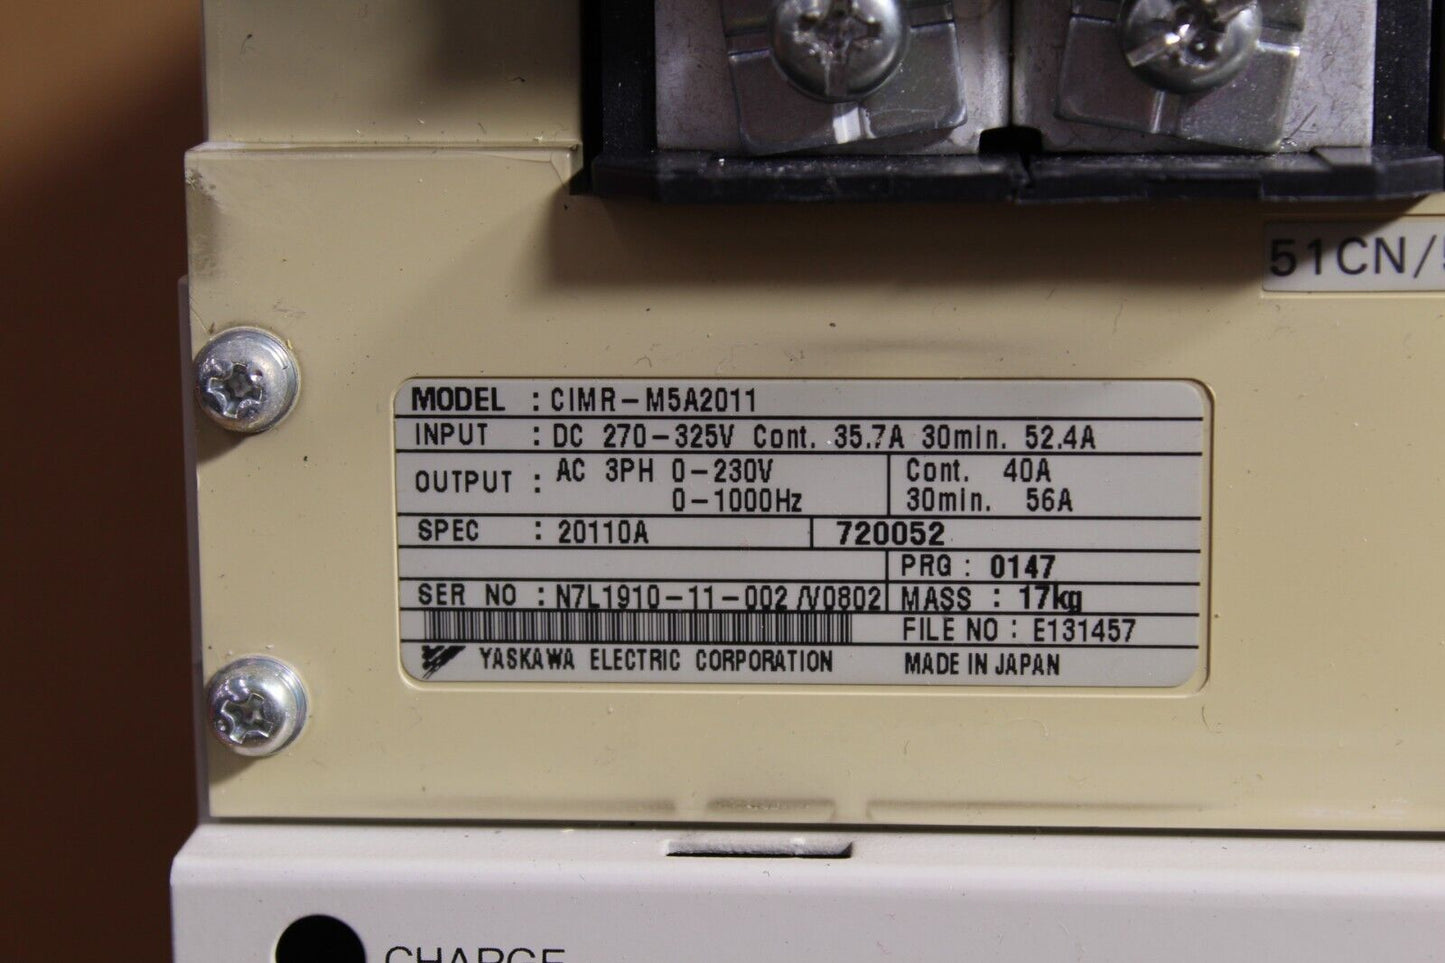 51CN/
MODEL : CIMR-M5A2011
INPUT : DC 270-325V Cont. 35.7A 30min. 52.4A
OUTPUT : AC 3PH 0-230V 0-1000Hz
Cont. 40A
30min. 56A
SPEC : 20110A 720052
PRG : 0147
SER NO : N7L1910-11-002/V0802 MASS : 17kg
FILE NO : E131457
YASKAWA ELECTRIC CORPORATION MADE IN JAPAN
CHARGE